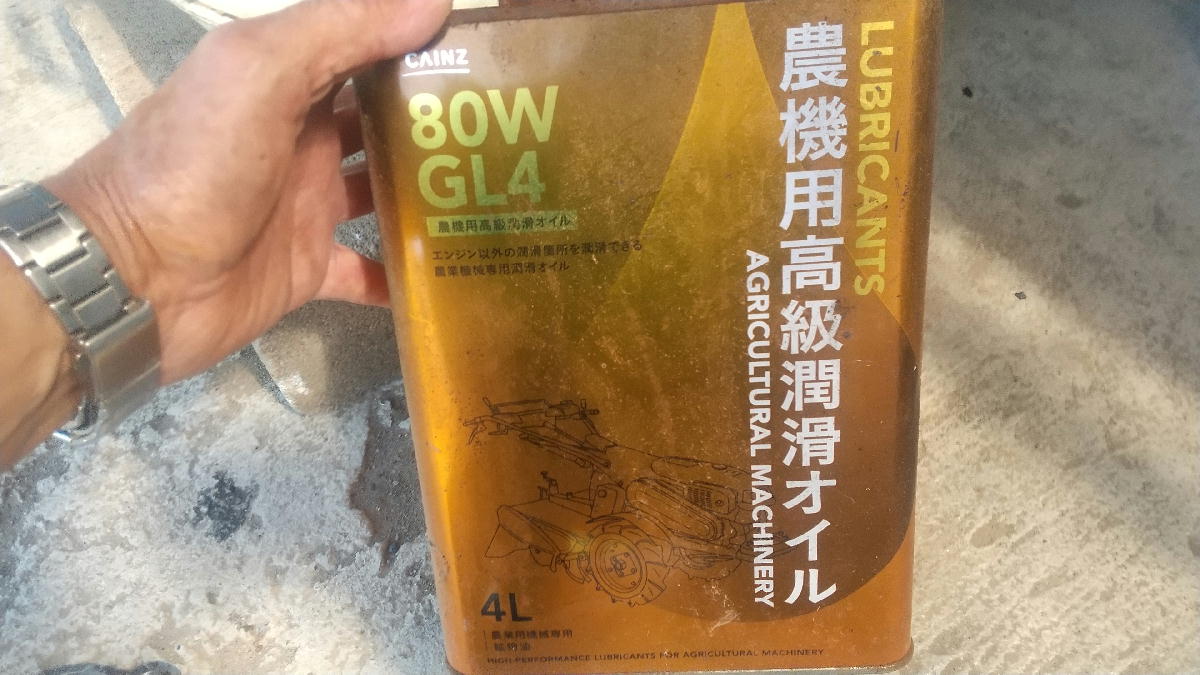 CAINZ
80W
GL4
農機用高級潤滑オイル
エンジン以外の潤滑箇所を潤滑できる
農業機械専用潤滑オイル
LUBRICANTS
農機用高級潤滑オイル
AGRICULTURAL MACHINERY
4L
農業用機械専用
鉱物油
HIGH-PERFORMANCE LUBRICANTS FOR AGRICULTURAL MACHINERY